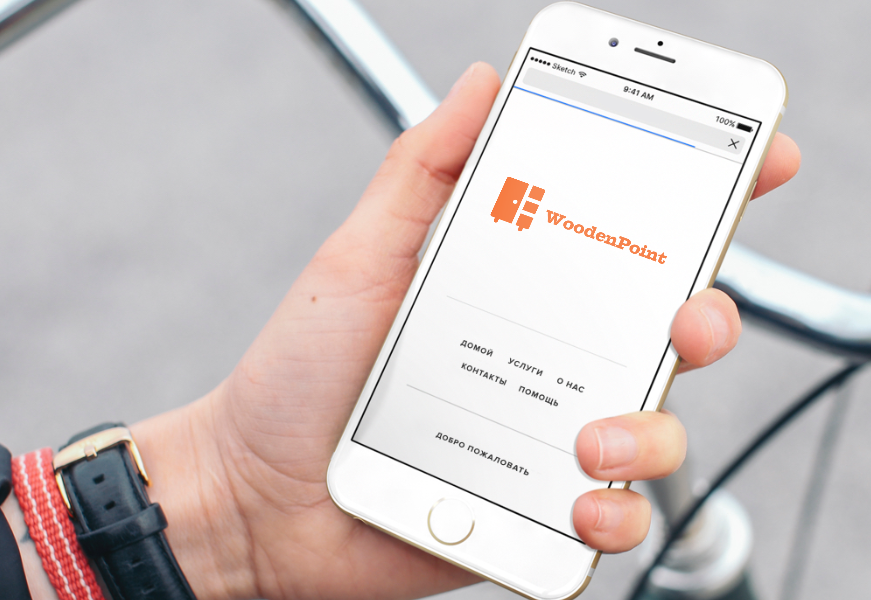 Sketch 9:41 AM 100%
WoodenPoint
ДОМОЙ УСЛУГИ О НАС
КОНТАКТЫ ПОМОЩЬ
ДОБРО ПОЖАЛОВАТЬ